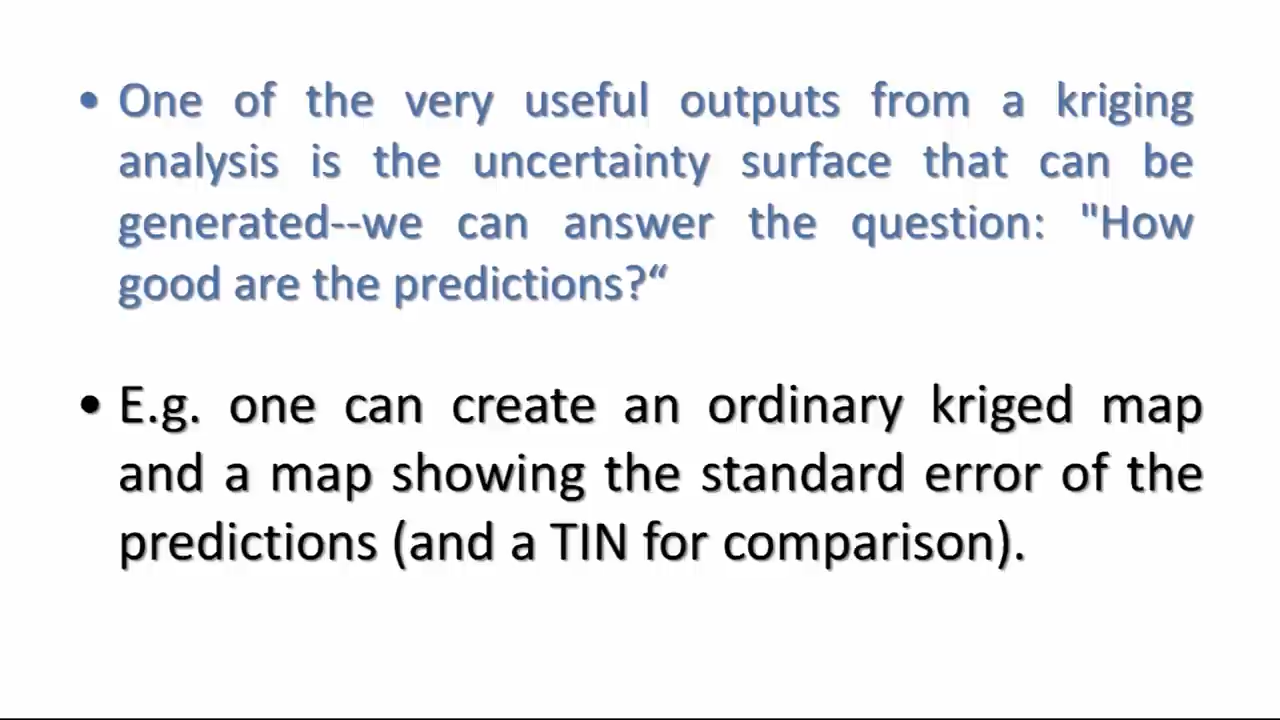 • One of the very useful outputs from a kriging
analysis is the uncertainty surface that can be
generated--we can answer the question: "How
good are the predictions?“
• E.g. one can create an ordinary kriged map
and a map showing the standard error of the
predictions (and a TIN for comparison).